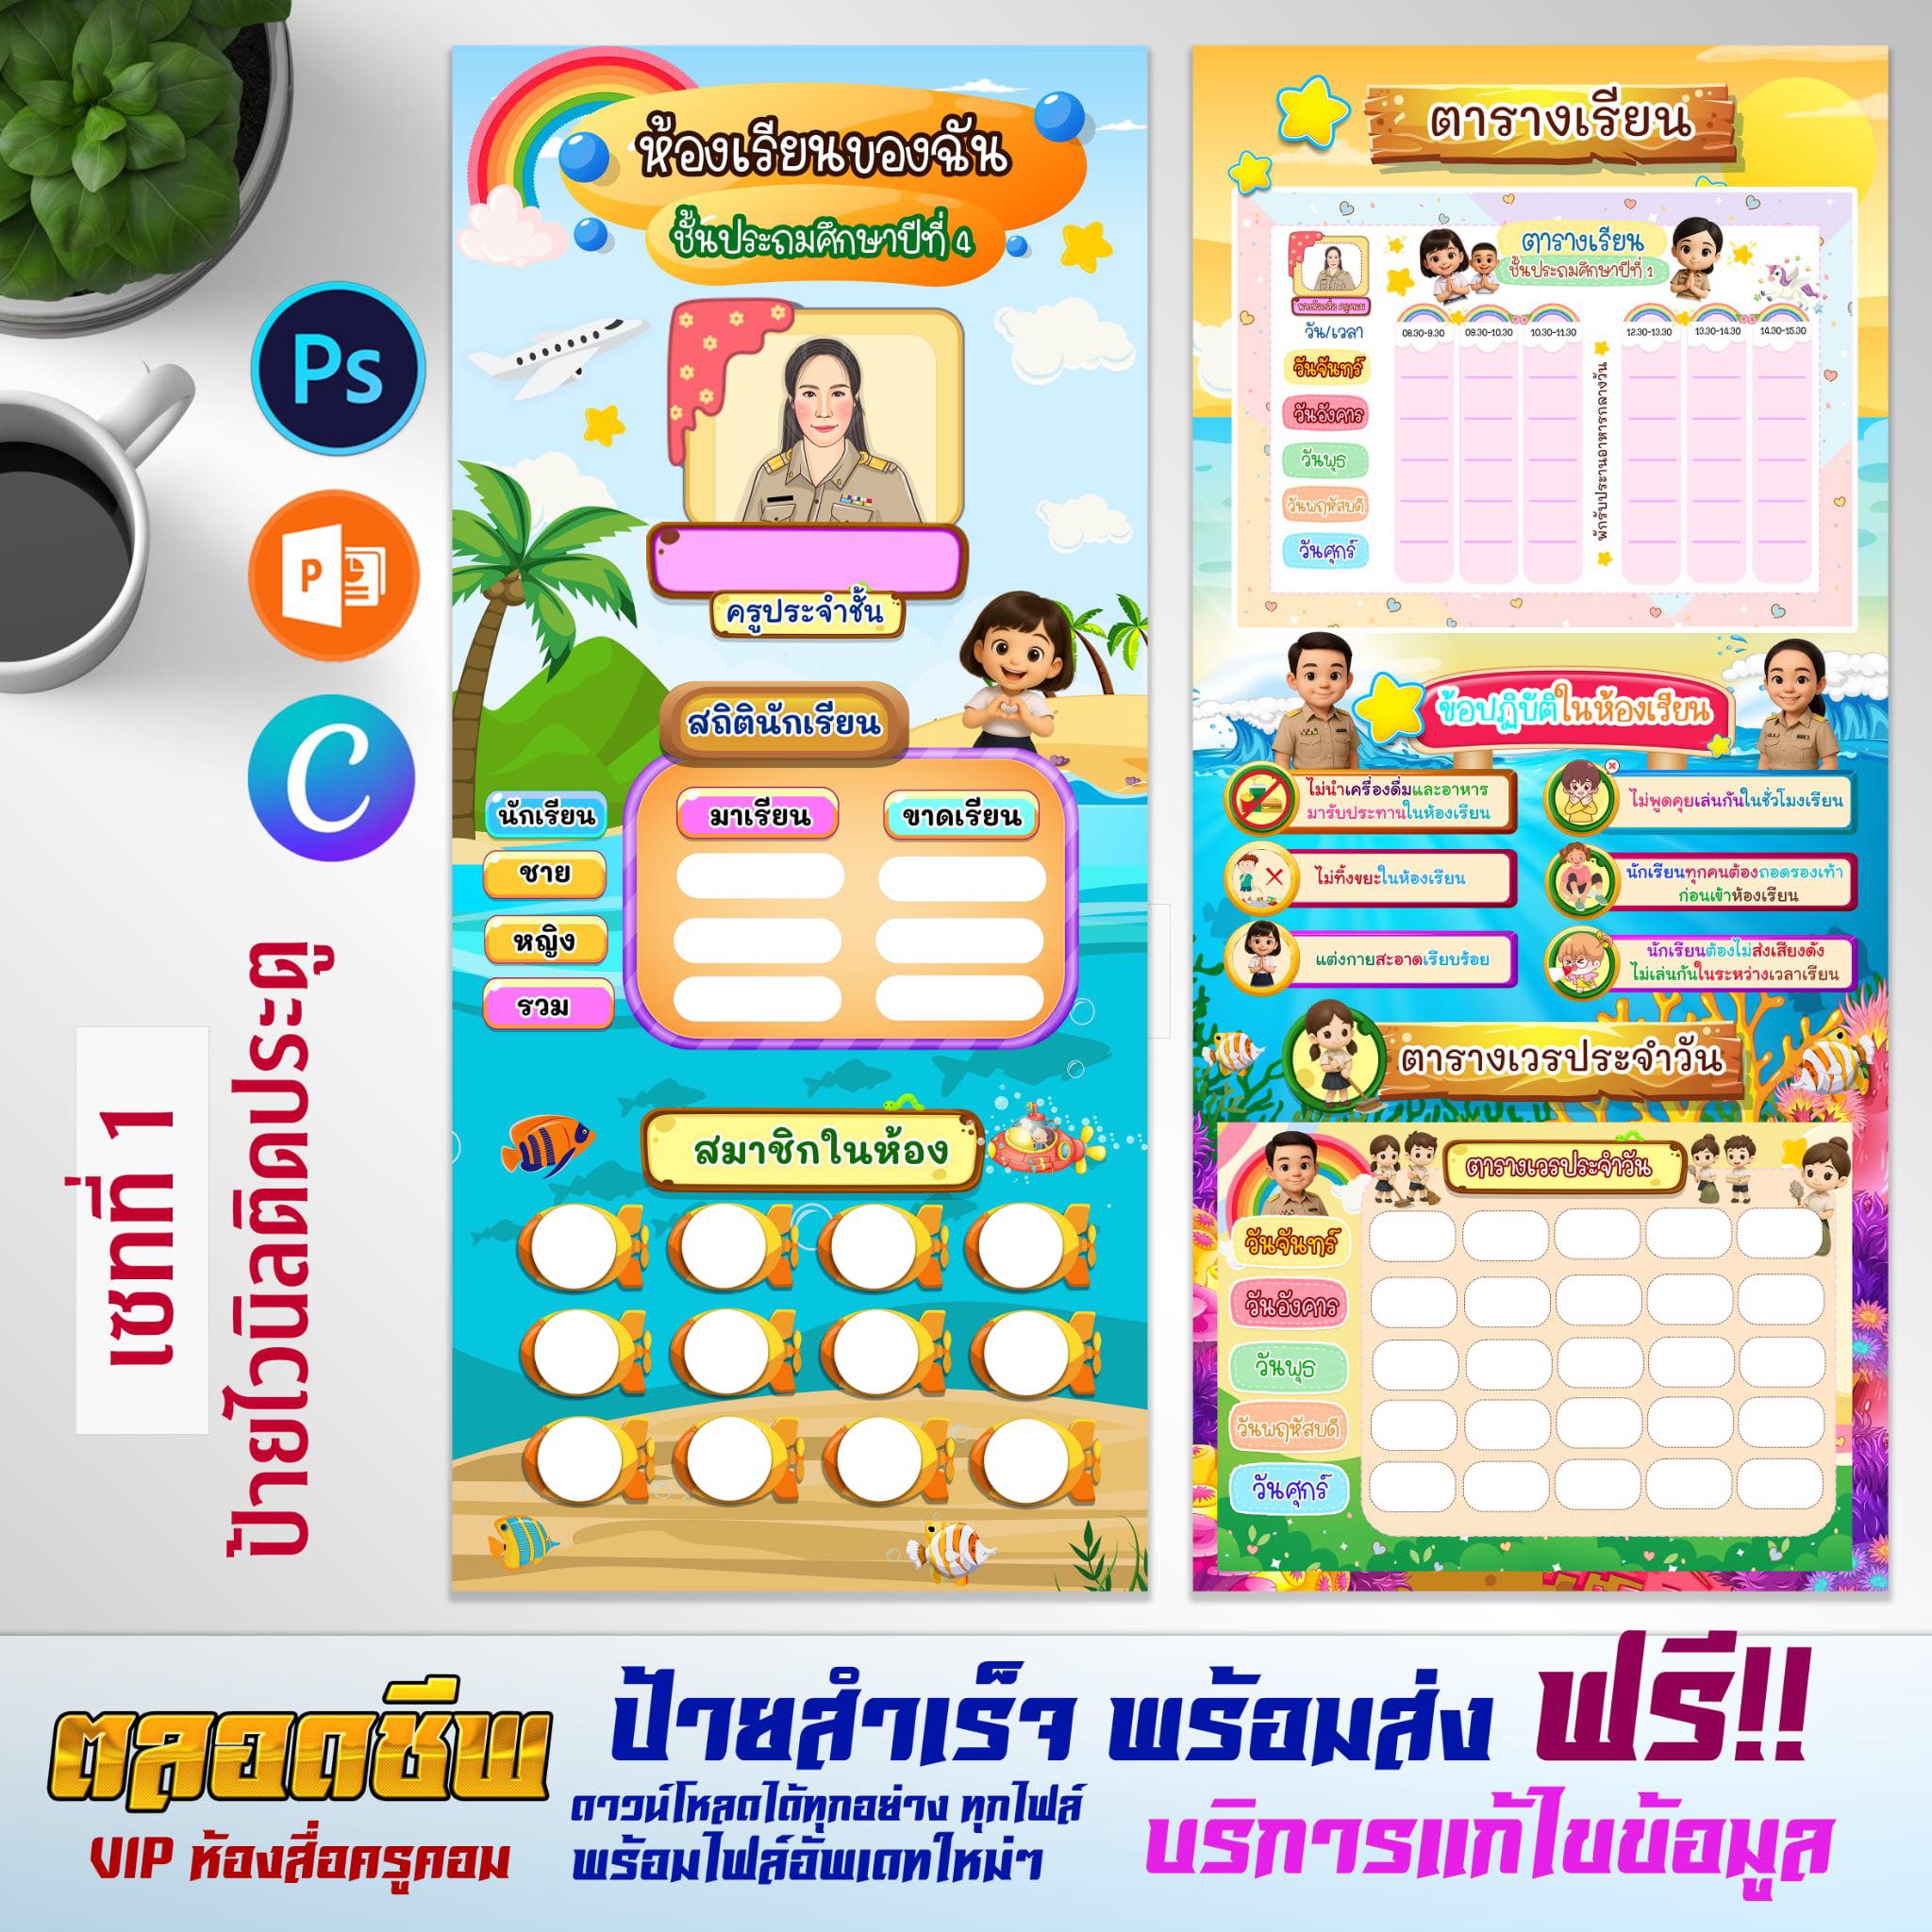 ห้องเรียนของฉัน
ชั้นประถมศึกษาปีที่ 4
ครูประจำชั้น
สถิตินักเรียน
นักเรียน มาเรียน ขาดเรียน
ชาย
หญิง
รวม
สมาชิกในห้อง
ตารางเรียน
ตารางเรียน
ชั้นประถมศึกษาปีที่ 1
วัน/เวลา 08.30-9.30 09.30-10.30 10.30-11.30 12.30-13.30 13.30-14.30 14.30-15.30
วันจันทร์
วันอังคาร
วันพุธ
วันพฤหัสบดี
วันศุกร์
พักรับประทานอาหารกลางวัน
ข้อปฏิบัติในห้องเรียน
ไม่นำเครื่องดื่มและอาหาร
มารับประทานในห้องเรียน
ไม่พูดคุยเล่นกันในชั่วโมงเรียน
ไม่ทิ้งขยะในห้องเรียน
นักเรียนทุกคนต้องถอดรองเท้า
ก่อนเข้าห้องเรียน
แต่งกายสะอาดเรียบร้อย
นักเรียนต้องไม่ส่งเสียงดัง
ไม่เล่นกันในระหว่างเวลาเรียน
ตารางเวรประจำวัน
ตารางเวรประจำวัน
วันจันทร์
วันอังคาร
วันพุธ
วันพฤหัสบดี
วันศุกร์
Ps
P
C
เซทที่ 1
ป้ายไวนิลติดประตู
ตลอดชีพ
VIP ห้องสื่อครูคอม
ป้ายสำเร็จ พร้อมส่ง ฟรี!!
ดาวน์โหลดได้ทุกอย่าง ทุกไฟล์
พร้อมไฟล์อัพเดทใหม่ๆ
บริการแก้ไขข้อมูล